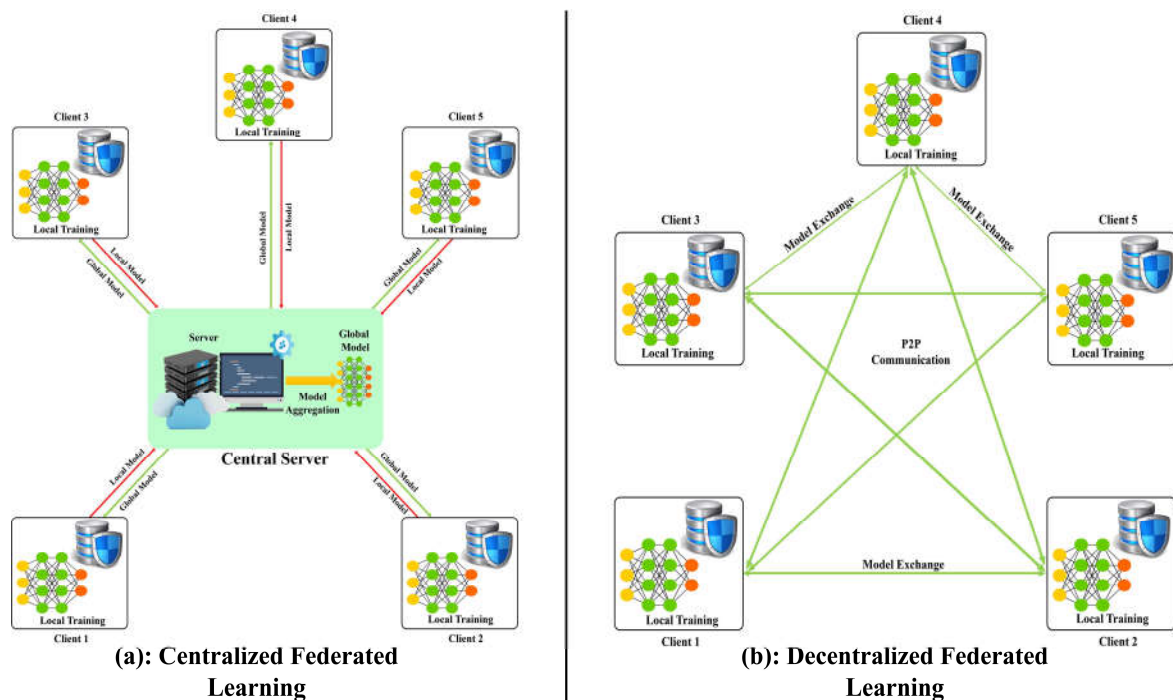 Client 4
Local Training
Client 3
Local Training
Client 5
Local Training
Global Model
Local Model
Local Model
Global Model
Global Model
Local Model
Server
Global
Model
Model
Aggregation
Central Server
Local Model
Global Model
Global Model
Local Model
Local Training
Client 1
Local Training
Client 2
(a): Centralized Federated
Learning
Client 4
Local Training
Client 3
Local Training
Model Exchange
Model Exchange
Client 5
Local Training
P2P
Communication
Model Exchange
Local Training
Client 1
Local Training
Client 2
(b): Decentralized Federated
Learning